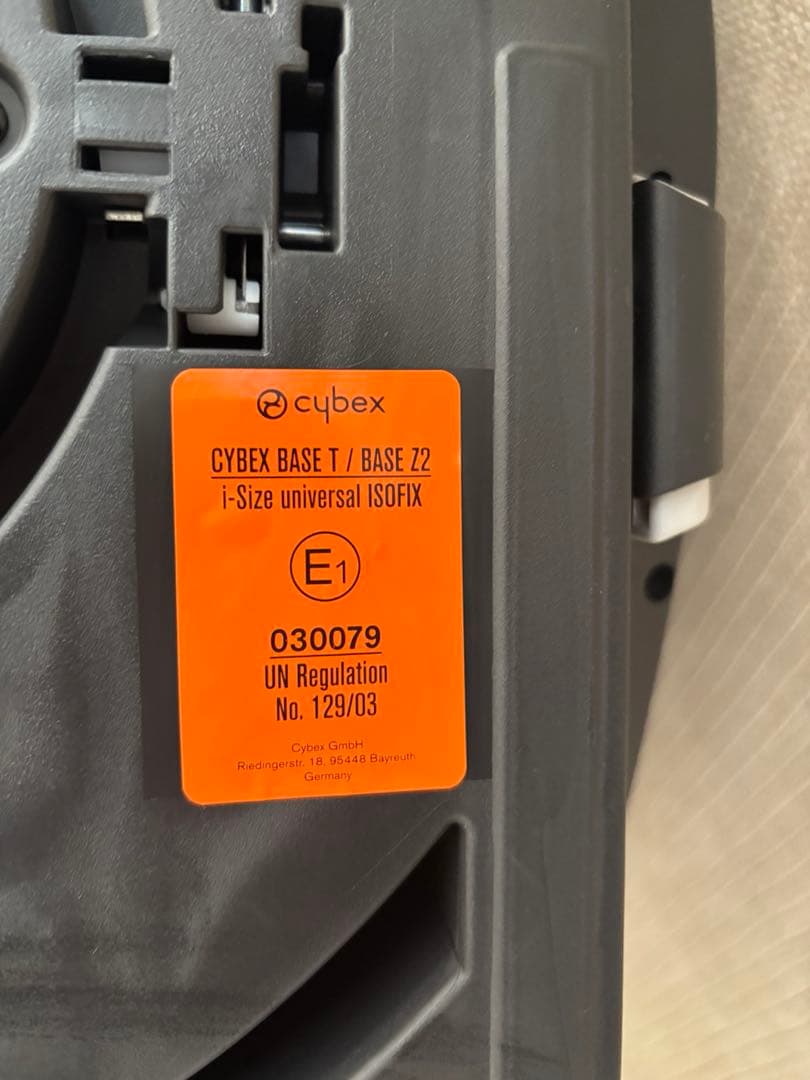 cybex
CYBEX BASE T / BASE Z2
i-Size universal ISOFIX
E1
030079
UN Regulation
No. 129/03
Cybex GmbH
Riedingerstr. 18, 95448 Bayreuth
Germany